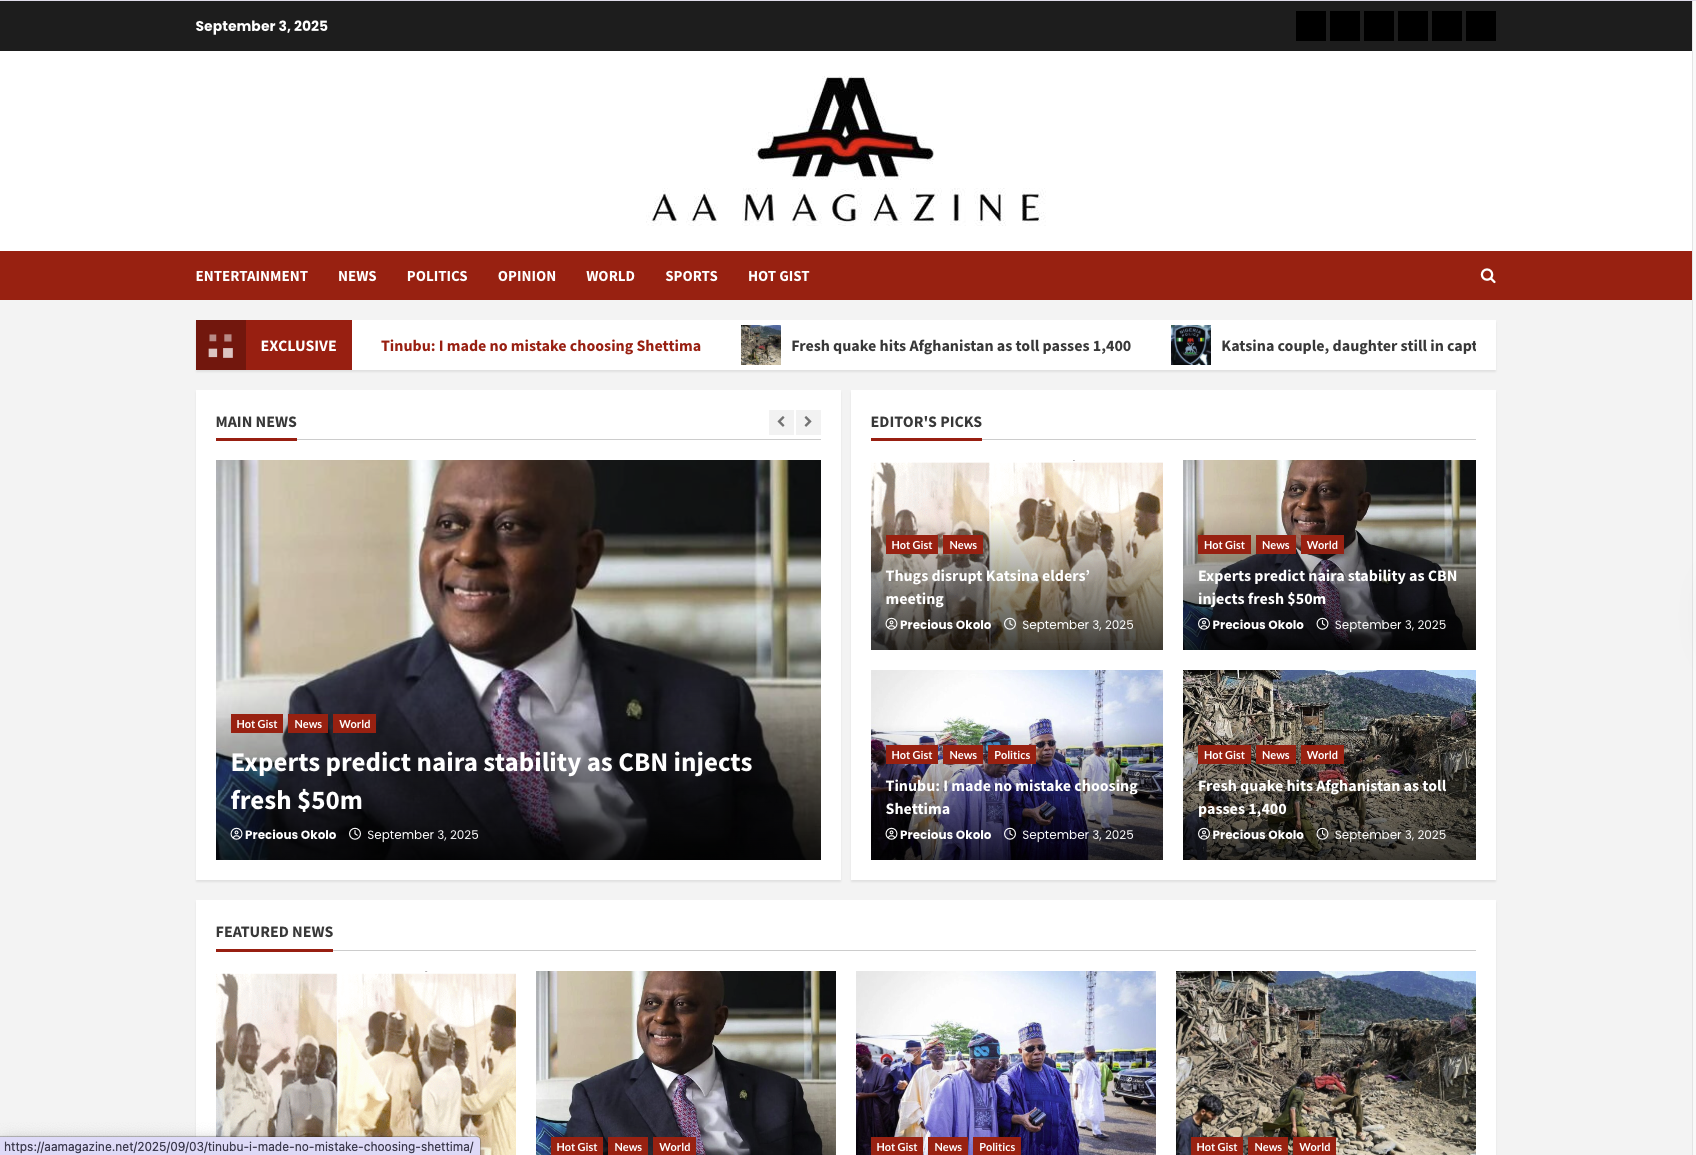 September 3, 2025
AA MAGAZINE
ENTERTAINMENT NEWS POLITICS OPINION WORLD SPORTS HOT GIST
EXCLUSIVE
Tinubu: I made no mistake choosing Shettima
Fresh quake hits Afghanistan as toll passes 1,400
Katsina couple, daughter still in capt
MAIN NEWS
Hot Gist News World
Experts predict naira stability as CBN injects
fresh $50m
Precious Okolo September 3, 2025
EDITOR'S PICKS
Hot Gist News
Thugs disrupt Katsina elders’
meeting
Precious Okolo September 3, 2025
Hot Gist News World
Experts predict naira stability as CBN
injects fresh $50m
Precious Okolo September 3, 2025
Hot Gist News Politics
Tinubu: I made no mistake choosing
Shettima
Precious Okolo September 3, 2025
Hot Gist News World
Fresh quake hits Afghanistan as toll
passes 1,400
Precious Okolo September 3, 2025
FEATURED NEWS
Hot Gist News World
Hot Gist News Politics
Hot Gist News World
https://aamagazine.net/2025/09/03/tinubu-i-made-no-mistake-choosing-shettima/